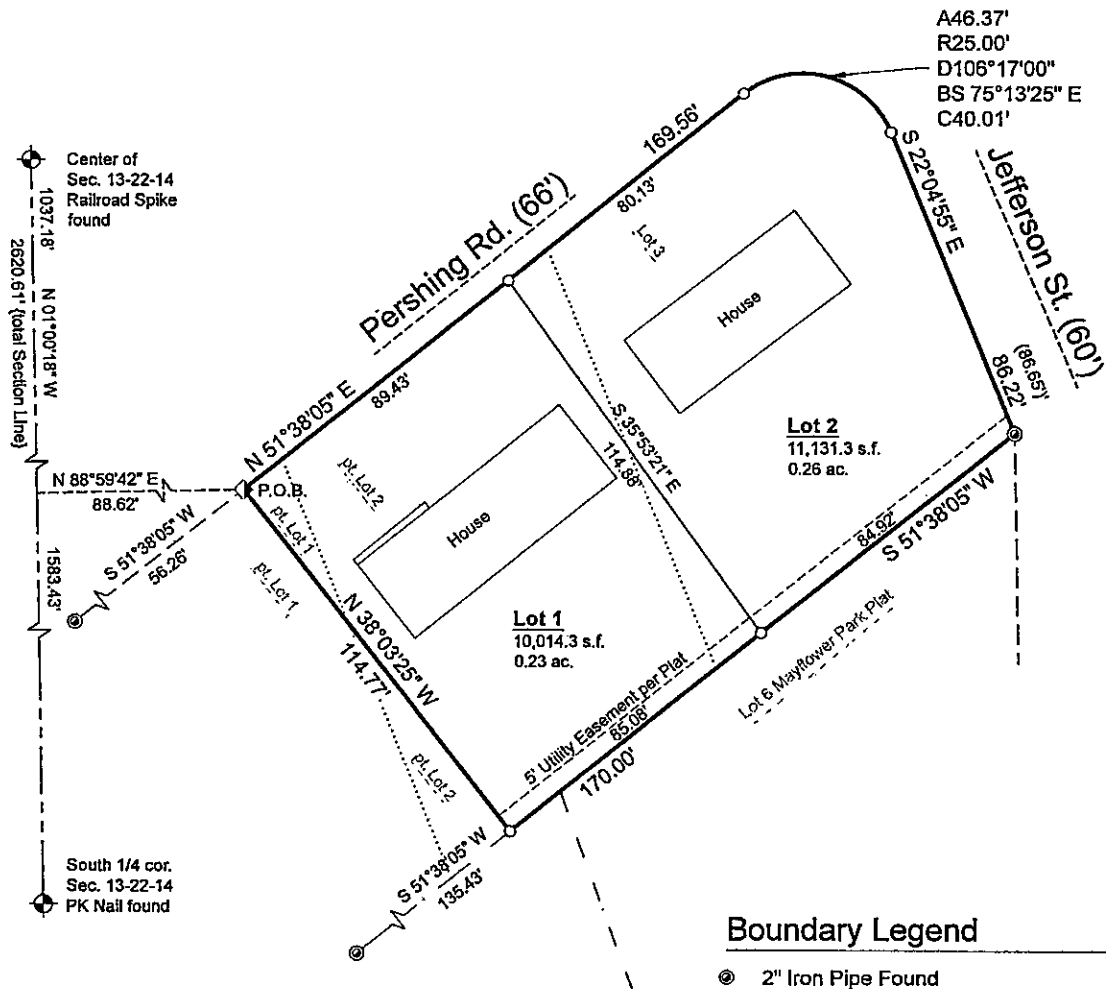 A46.37'
R25.00'
D106°17'00"
BS 75°13'25" E
C40.01'
Center of
Sec. 13-22-14
Railroad Spike
found
1037.18'
N 01°00'18" W
2620.61' (total Section Line)
169.56'
80.13'
Pershing Rd. (66')
Lot 3
House
S 22°04'55" E
Jefferson St. (60')
(86.65')
86.22'
N 51°38'05" E
89.43'
S 35°53'21" E
114.88'
Lot 2
11,131.3 s.f.
0.26 ac.
N 88°59'42" E
88.62'
P.O.B.
pt. Lot 2
pt. Lot 1
pt. Lot 1
House
S 51°38'05" W
56.26'
1583.43'
84.92'
S 51°38'05" W
N 38°03'25" W
114.77'
Lot 1
10,014.3 s.f.
0.23 ac.
Lot 6 Mayflower Park Plat
5' Utility Easement per Plat
85.08'
170.00'
pt. Lot 2
S 51°38'05" W
135.43'
South 1/4 cor.
Sec. 13-22-14
PK Nail found
Boundary Legend
2" Iron Pipe Found